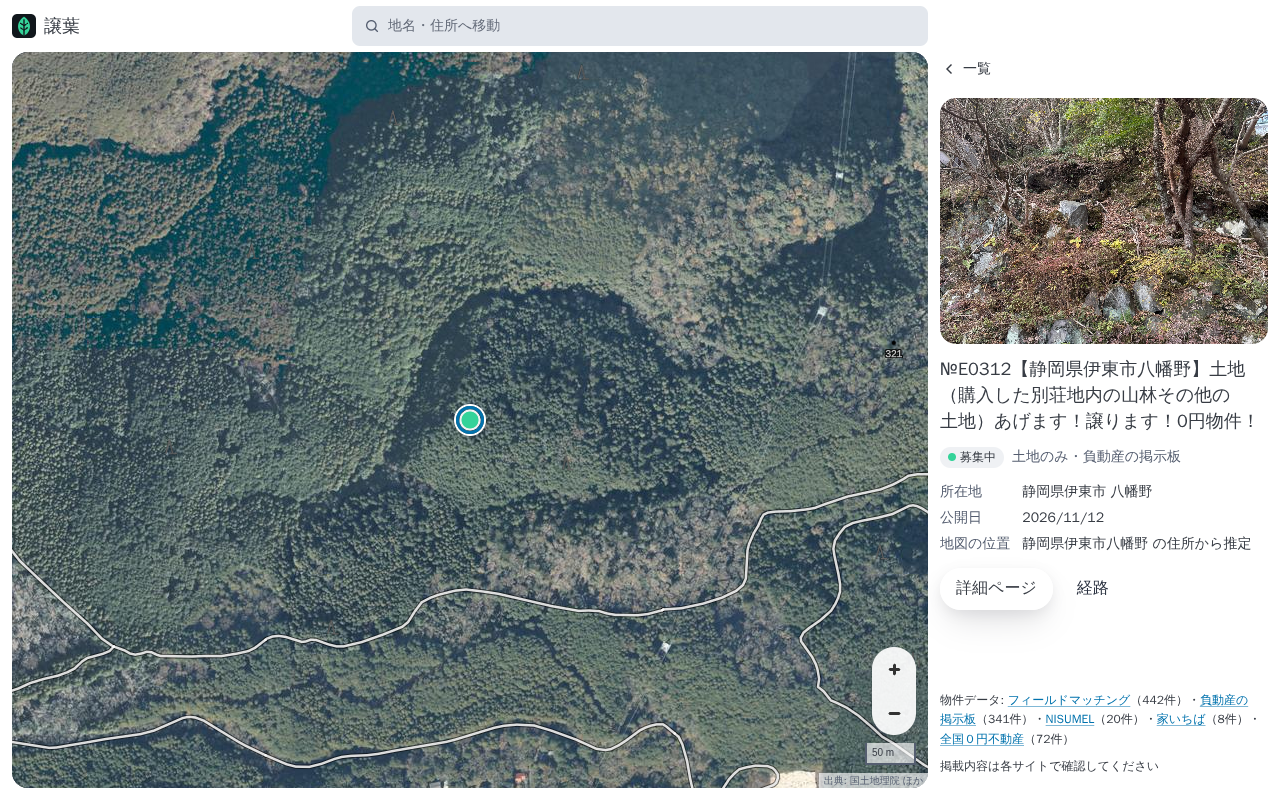 譲葉
地名・住所へ移動
一覧
321
№E0312【静岡県伊東市八幡野】土地
（購入した別荘地内の山林その他の
土地）あげます！譲ります！0円物件！
募集中 土地のみ・負動産の掲示板
所在地 静岡県伊東市 八幡野
公開日 2026/11/12
地図の位置 静岡県伊東市八幡野 の住所から推定
詳細ページ 経路
物件データ: フィールドマッチング（442件）・負動産の
掲示板（341件）・NISUMEL（20件）・家いちば（8件）・
全国０円不動産（72件）
掲載内容は各サイトで確認してください
50 m
出典: 国土地理院 ほか